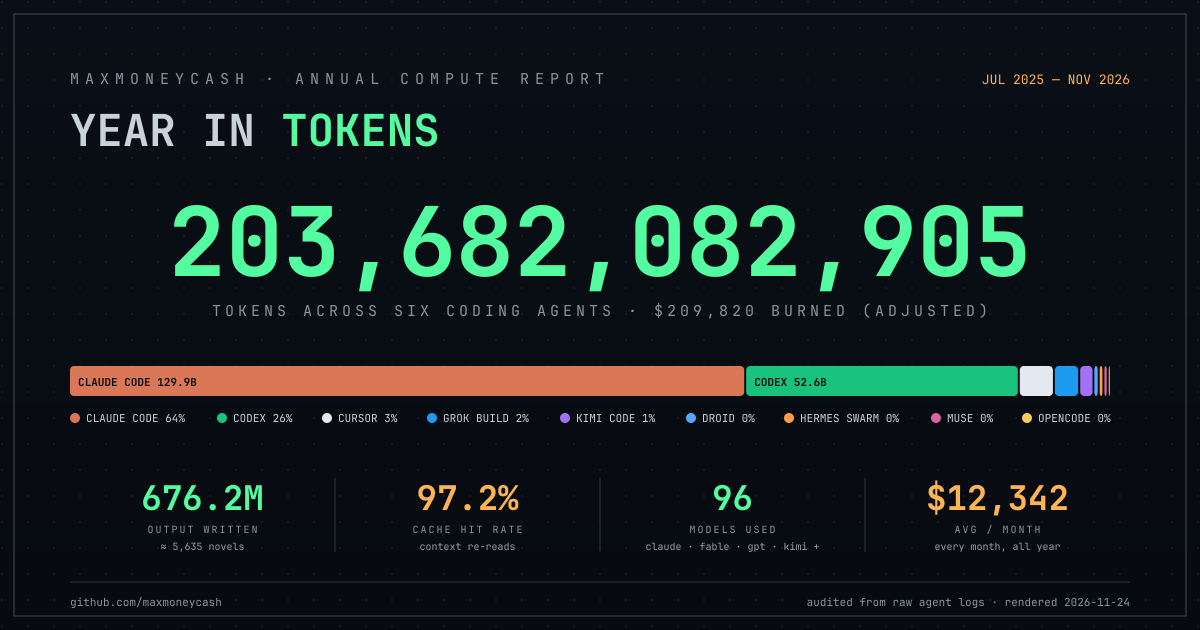 MAXMONEYCASH · ANNUAL COMPUTE REPORT
JUL 2025 — NOV 2026
YEAR IN TOKENS
203,682,082,905
TOKENS ACROSS SIX CODING AGENTS · $209,820 BURNED (ADJUSTED)
CLAUDE CODE 129.9B CODEX 52.6B
CLAUDE CODE 64% CODEX 26% CURSOR 3% GROK BUILD 2% KIMI CODE 1% DROID 0% HERMES SWARM 0% MUSE 0% OPENCODE 0%
676.2M 97.2% 96 $12,342
OUTPUT WRITTEN CACHE HIT RATE MODELS USED AVG / MONTH
≈ 5,635 novels context re-reads claude · fable · gpt · kimi + every month, all year
github.com/maxmoneycash audited from raw agent logs · rendered 2026-11-24